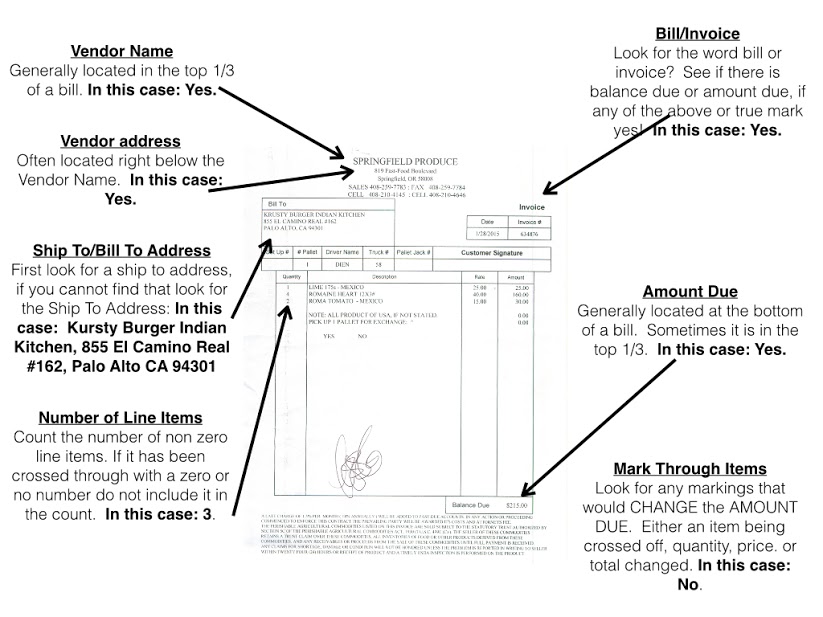 Vendor Name
Generally located in the top 1/3
of a bill. In this case: Yes.
Vendor address
Often located right below the
Vendor Name. In this case:
Yes.
Ship To/Bill To Address
First look for a ship to address,
if you cannot find that look for
the Ship To Address: In this
case: Kursty Burger Indian
Kitchen, 855 El Camino Real
#162, Palo Alto CA 94301
Number of Line Items
Count the number of non zero
line items. If it has been
crossed through with a zero or
no number do not include it in
the count. In this case: 3.
Bill/Invoice
Look for the word bill or
invoice? See if there is
balance due or amount due, if
any of the above or true mark
yes! In this case: Yes.
SPRINGFIELD PRODUCE
819 Fast-Food Boulevard
Springfield, OR 58008
SALES 408-259-7783 : FAX 408-259-7784
CELL 408-210-4145 : CELL 408-210-4646
Bill To
KRUSTY BURGER INDIAN KITCHEN
855 EL CAMINO REAL #162
PALO ALTO, CA 94301
Invoice
Date Invoice #
1/28/2015 634876
Up # # Pallet Driver Name Truck # Pallet Jack # Customer Signature
1 DIEN 58
Quantity Description Rate Amount
1 LIME 175s - MEXICO 25.00 25.00
4 ROMAINE HEART 12X3# 40.00 160.00
2 ROMA TOMATO - MEXICO 15.00 30.00
NOTE: ALL PRODUCT OF USA, IF NOT STATED. 0.00
PICK UP 1 PALLET FOR EXCHANGE: 0.00
YES NO
Balance Due $215.00
Amount Due
Generally located at the bottom
of a bill. Sometimes it is in the
top 1/3. In this case: Yes.
Mark Through Items
Look for any markings that
would CHANGE the AMOUNT
DUE. Either an item being
crossed off, quantity, price. or
total changed. In this case:
No.